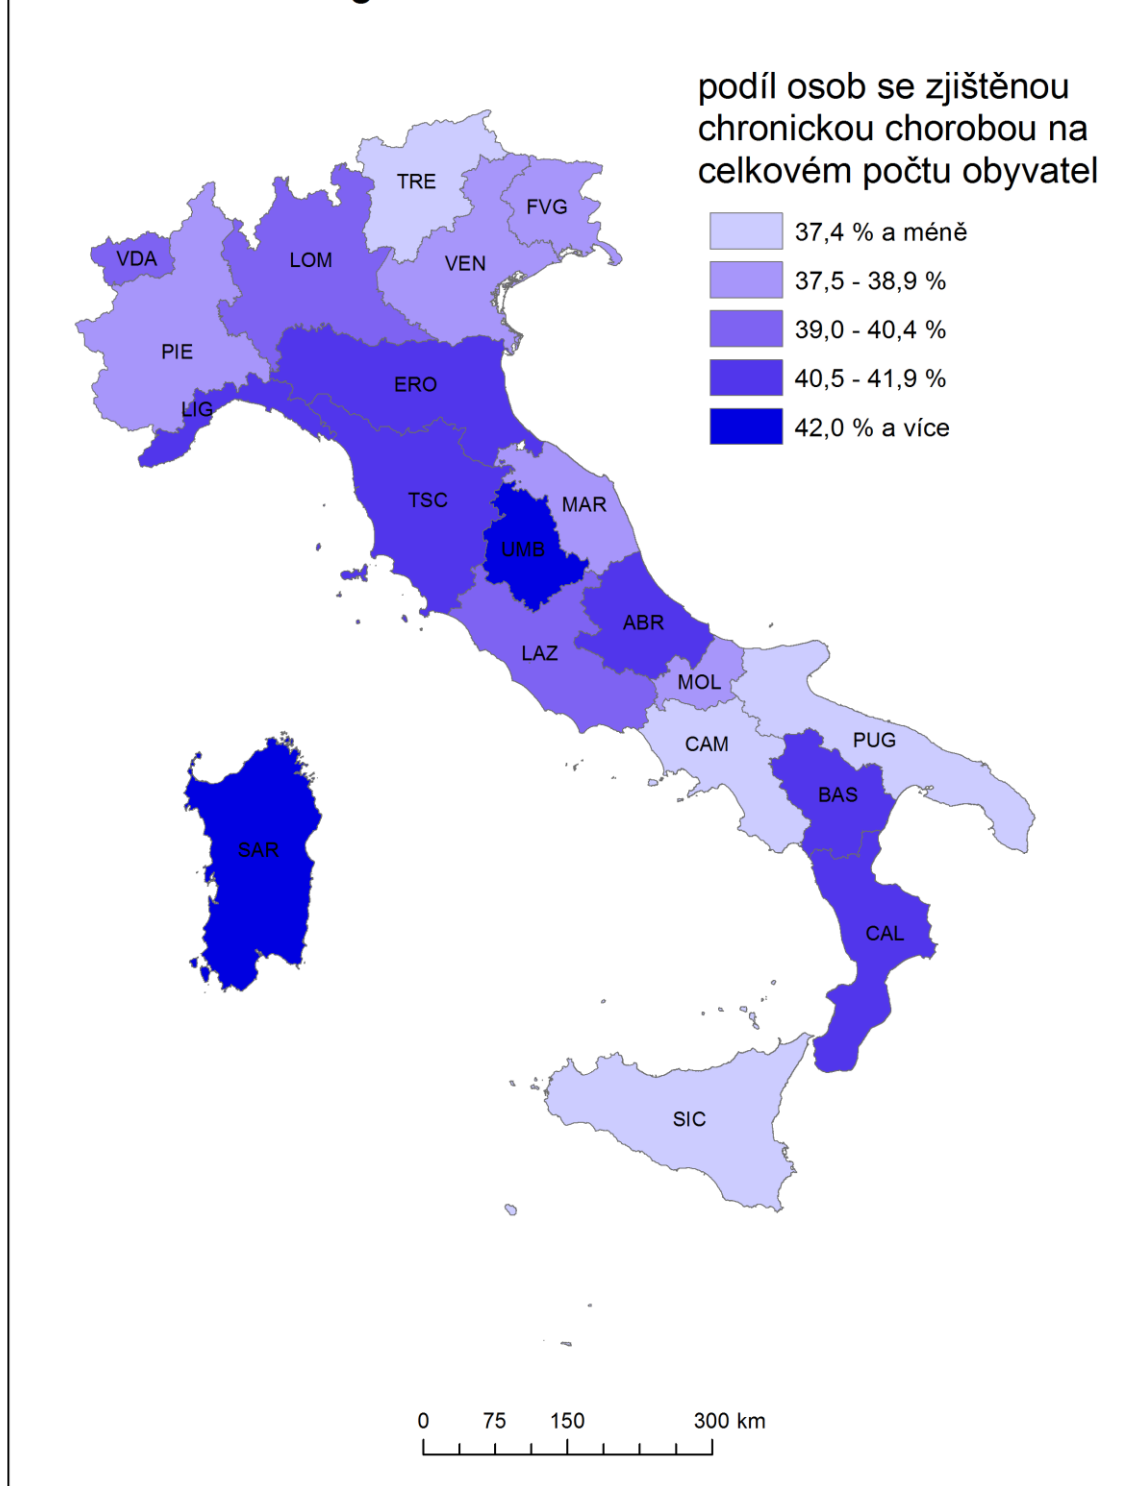 podíl osob se zjištěnou
chronickou chorobou na
celkovém počtu obyvatel
37,4 % a méně
37,5 - 38,9 %
39,0 - 40,4 %
40,5 - 41,9 %
42,0 % a více
TRE
FVG
VDA
LOM
VEN
PIE
ERO
LIG
TSC
MAR
UMB
ABR
LAZ
MOL
CAM
PUG
BAS
SAR
CAL
SIC
0 75 150 300 km